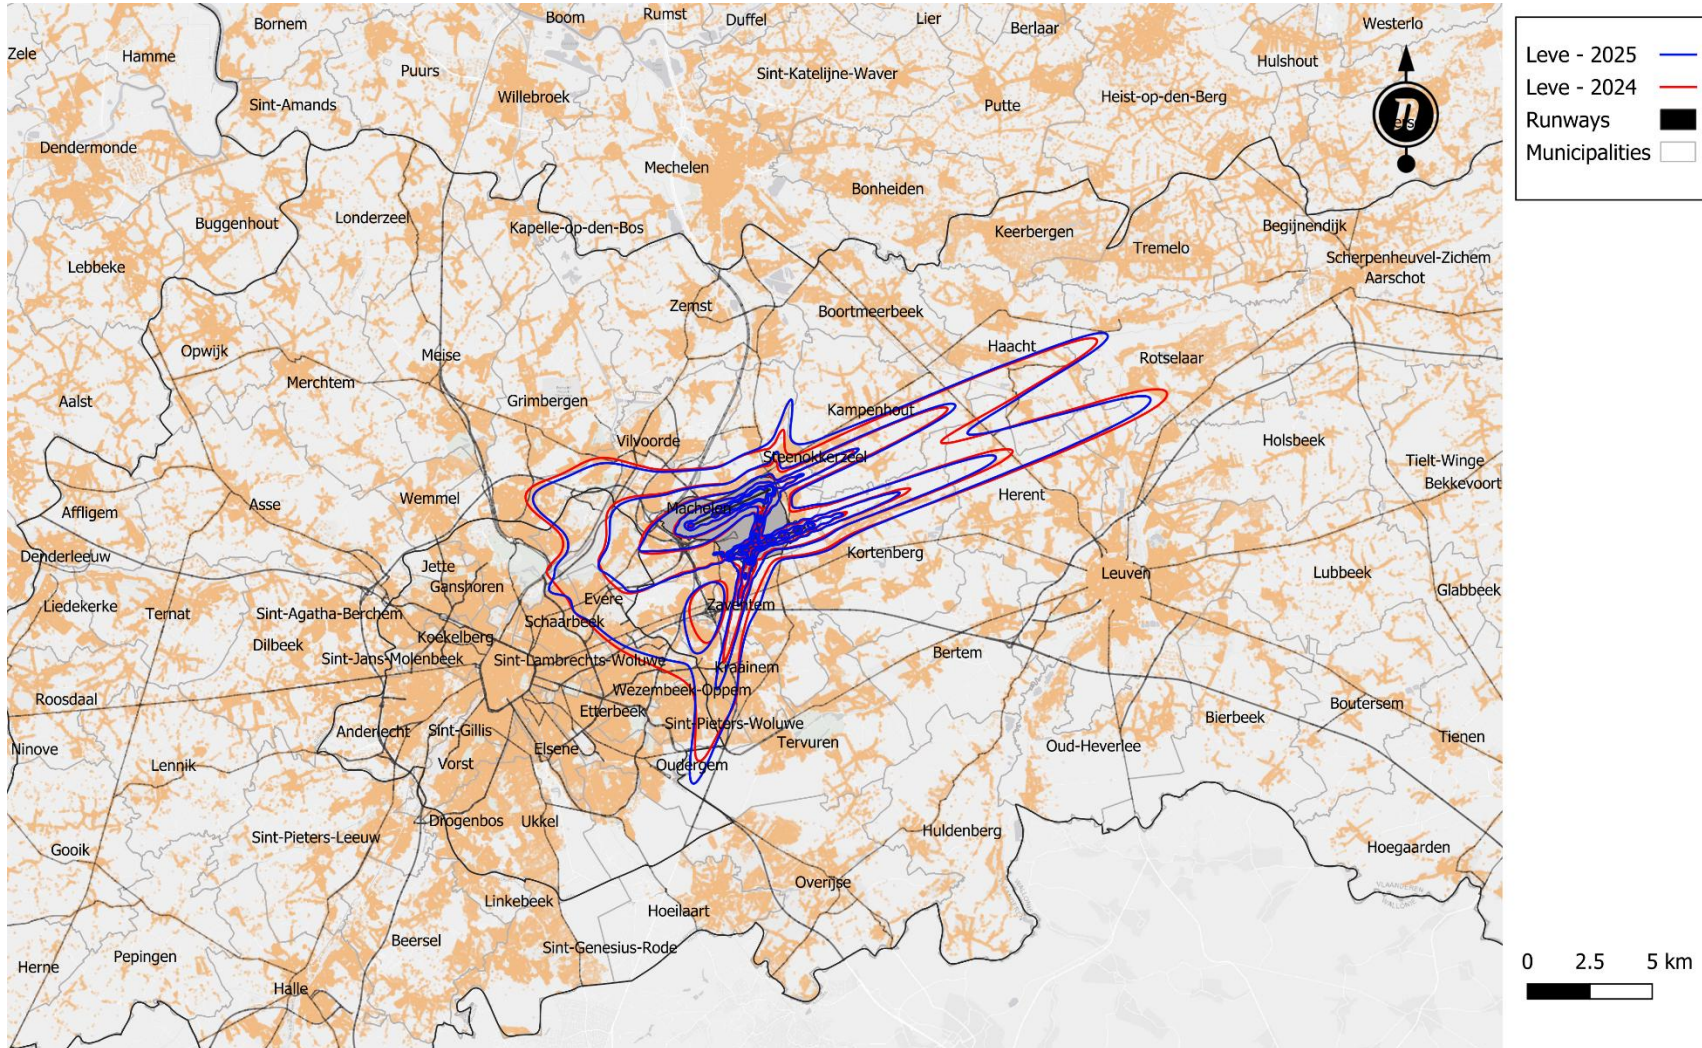 Leve - 2025
Leve - 2024
Runways
Municipalities
Zele
Hamme
Bornem
Boom
Rumst
Duffel
Lier
Berlaar
Westerlo
Hulshout
Puurs
Sint-Amands
Willebroek
Sint-Katelijne-Waver
Putte
Heist-op-den-Berg
Dendermonde
Mechelen
Bonheiden
Buggenhout
Londerzeel
Kapelle-op-den-Bos
Keerbergen
Tremelo
Begijnendijk
Scherpenheuvel-Zichem
Aarschot
Lebbeke
Zemst
Boortmeerbeek
Haacht
Rotselaar
Opwijk
Meise
Merchtem
Aalst
Grimbergen
Kampenhout
Vilvoorde
Steenokkerzeel
Holsbeek
Tielt-Winge
Bekkevoort
Affligem
Asse
Wemmel
Machelen
Herent
Denderleeuw
Kortenberg
Jette
Ganshoren
Leuven
Lubbeek
Glabbeek
Liedekerke
Ternat
Sint-Agatha-Berchem
Evere
Zaventem
Schaarbeek
Koekelberg
Dilbeek
Sint-Jans-Molenbeek
Sint-Lambrechts-Woluwe
Kraainem
Bertem
Roosdaal
Wezembeek-Oppem
Etterbeek
Sint-Pieters-Woluwe
Boutersem
Bierbeek
Anderlecht
Sint-Gillis
Elsene
Tervuren
Oud-Heverlee
Tienen
Ninove
Lennik
Vorst
Oudergem
Drogenbos
Ukkel
Sint-Pieters-Leeuw
Huldenberg
Hoegaarden
Gooik
Overijse
VLAANDEREN
WALLONIE
Linkebeek
Hoeilaart
Beersel
Sint-Genesius-Rode
Pepingen
Herne
Halle
0 2.5 5 km